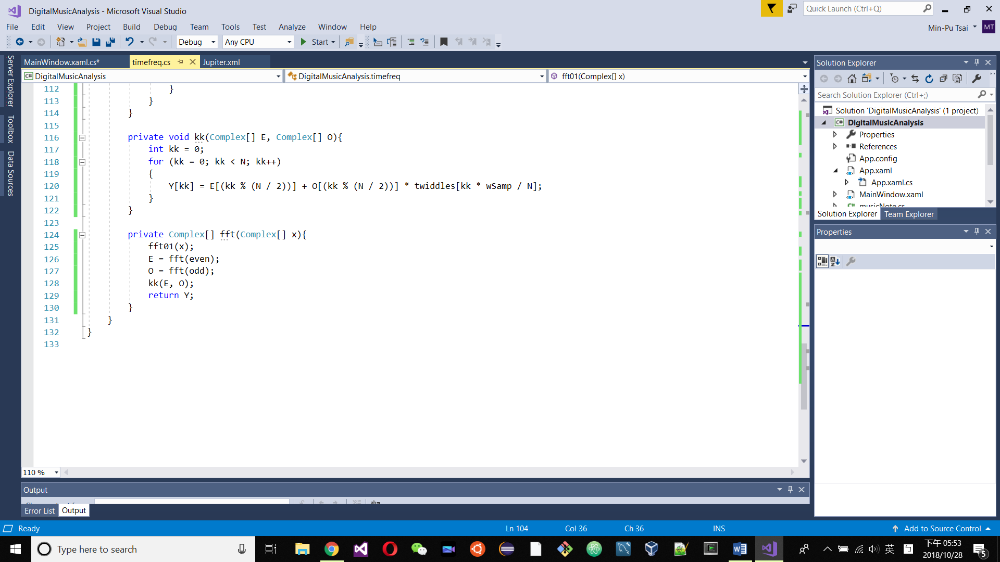 DigitalMusicAnalysis - Microsoft Visual Studio
Quick Launch (Ctrl+Q)
File Edit View Project Build Debug Team Tools Test Analyze Window Help
Min-Pu Tsai MT
Debug Any CPU Start
Server Explorer
Toolbox
Data Sources
MainWindow.xaml.cs* timefreq.cs Jupiter.xml
C# DigitalMusicAnalysis DigitalMusicAnalysis.timefreq fft01(Complex[] x)
112 }
113 }
114 }
115
116 private void kk(Complex[] E, Complex[] O){
117 int kk = 0;
118 for (kk = 0; kk < N; kk++)
119 {
120 Y[kk] = E[(kk % (N / 2))] + O[(kk % (N / 2))] * twiddles[kk * wSamp / N];
121 }
122 }
123
124 private Complex[] fft(Complex[] x){
125 fft01(x);
126 E = fft(even);
127 O = fft(odd);
128 kk(E, O);
129 return Y;
130 }
131 }
132 }
133
110 %
Output
Error List Output
Solution Explorer
Search Solution Explorer (Ctrl+;)
Solution 'DigitalMusicAnalysis' (1 project)
C# DigitalMusicAnalysis
Properties
References
App.config
App.xaml
App.xaml.cs
MainWindow.xaml
musicNote.cs
Solution Explorer Team Explorer
Properties
Ready Ln 104 Col 36 Ch 36 INS Add to Source Control
Type here to search
英
下午 05:53
2018/10/28
5